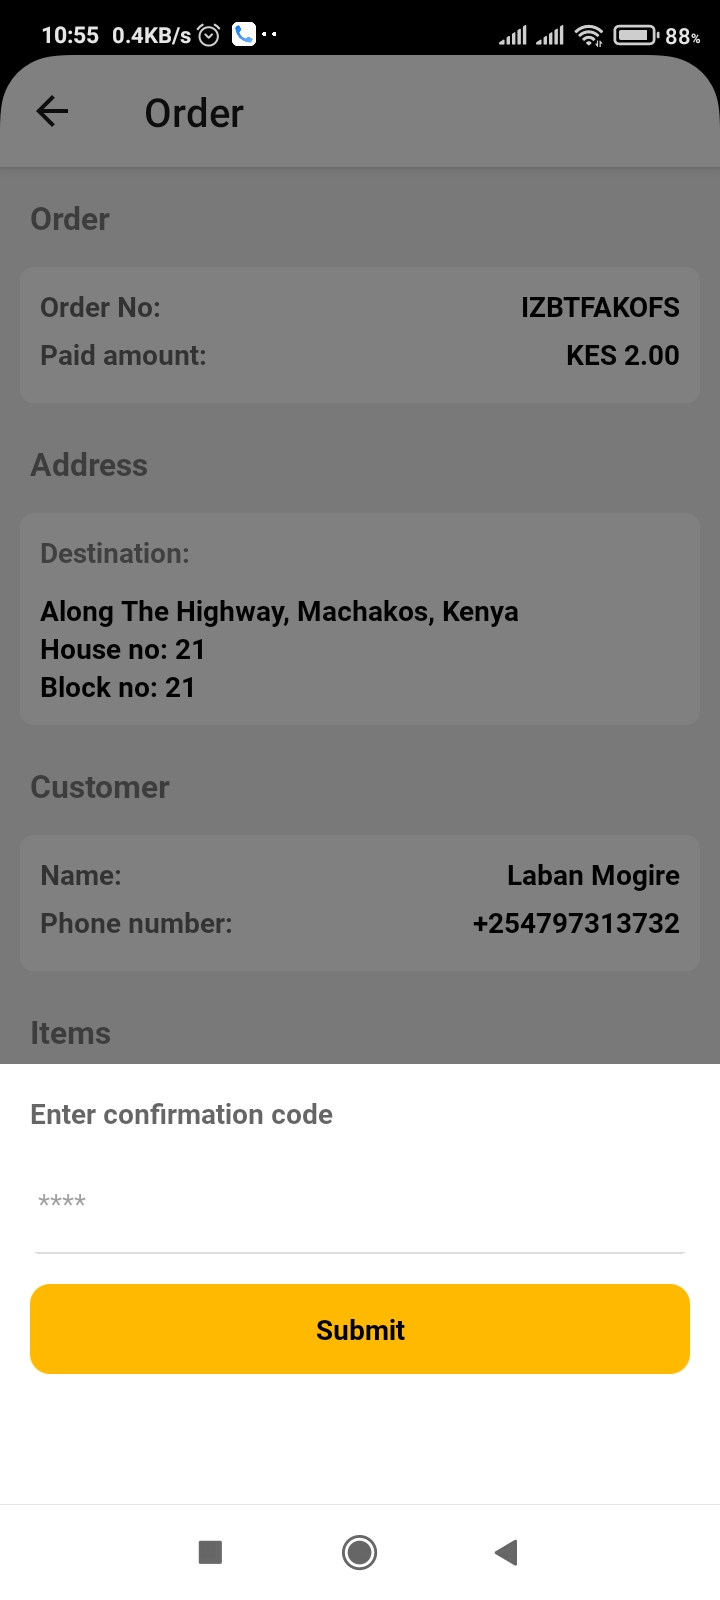 10:55 0.4KB/s 88%
Order
Order
Order No: IZBTFAKOFS
Paid amount: KES 2.00
Address
Destination:
Along The Highway, Machakos, Kenya
House no: 21
Block no: 21
Customer
Name: Laban Mogire
Phone number: +254797313732
Items
Enter confirmation code
****
Submit